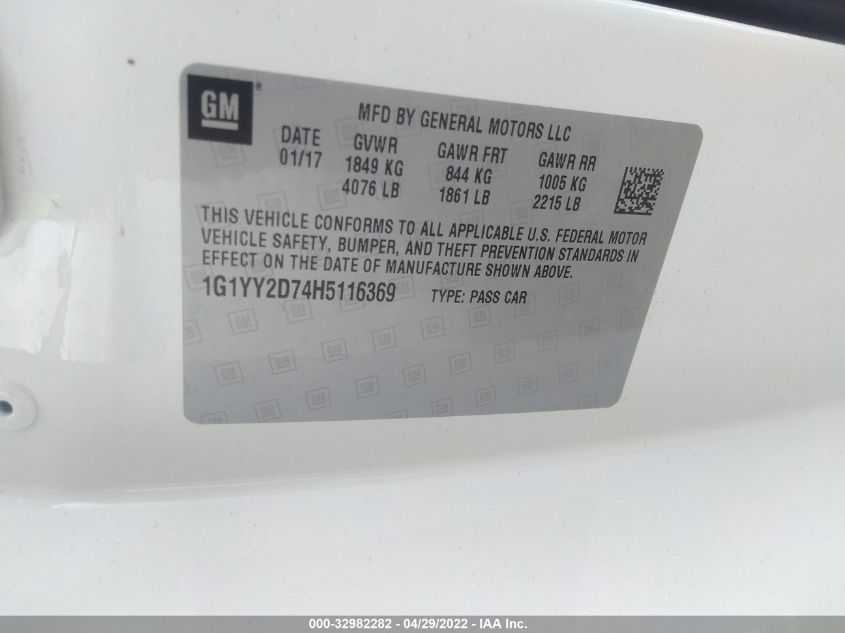 GM
MFD BY GENERAL MOTORS LLC
DATE GVWR GAWR FRT GAWR RR
01/17 1849 KG 844 KG 1005 KG
4076 LB 1861 LB 2215 LB
THIS VEHICLE CONFORMS TO ALL APPLICABLE U.S. FEDERAL MOTOR
VEHICLE SAFETY, BUMPER, AND THEFT PREVENTION STANDARDS IN
EFFECT ON THE DATE OF MANUFACTURE SHOWN ABOVE.
1G1YY2D74H5116369 TYPE: PASS CAR
000-32982282 - 04/29/2022 - IAA Inc.